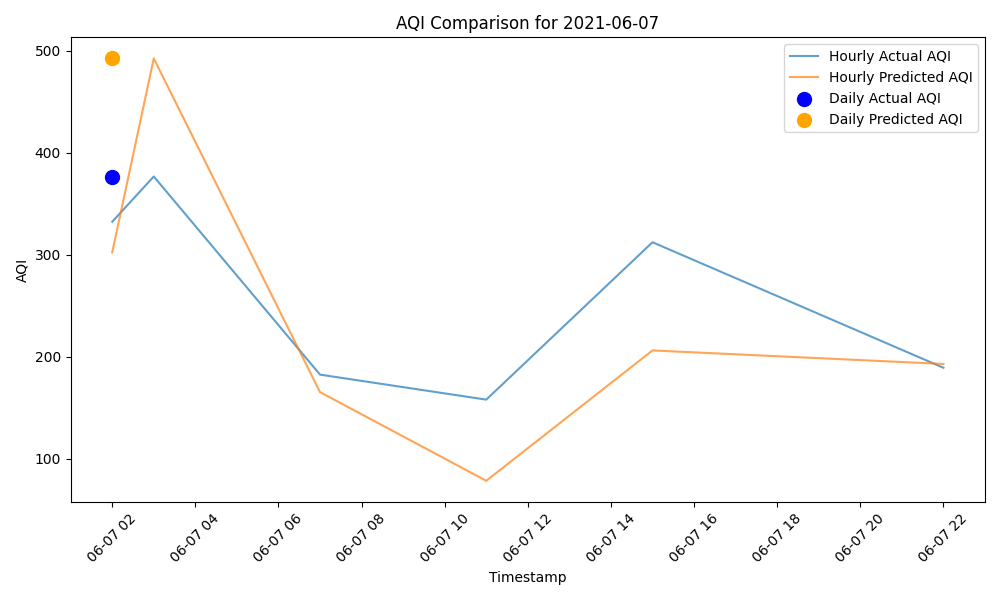 AQI Comparison for 2021-06-07
Hourly Actual AQI
Hourly Predicted AQI
Daily Actual AQI
Daily Predicted AQI
AQI
500
400
300
200
100
06-07 02
06-07 04
06-07 06
06-07 08
06-07 10
06-07 12
06-07 14
06-07 16
06-07 18
06-07 20
06-07 22
Timestamp